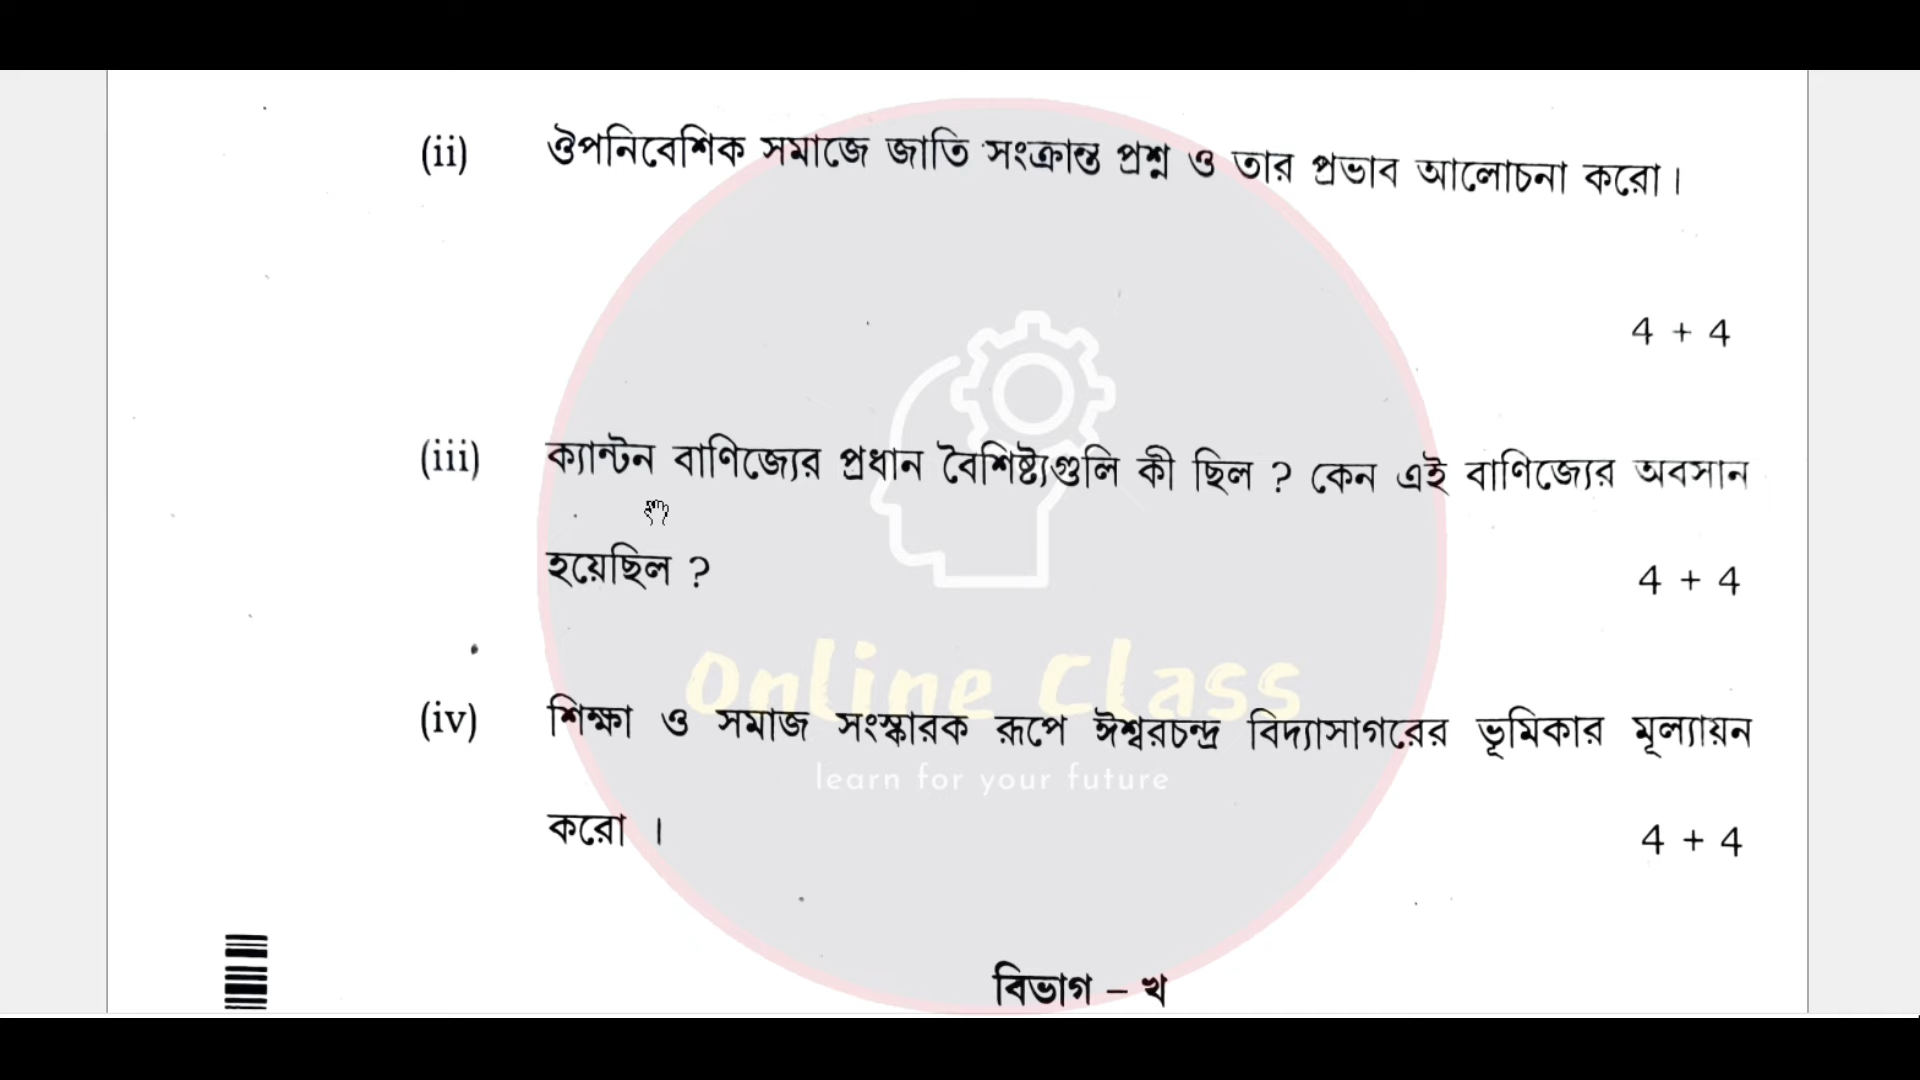 (ii) ঔপনিবেশিক সমাজে জাতি সংক্রান্ত প্রশ্ন ও তার প্রভাব আলোচনা করো।
4 + 4
(iii) ক্যান্টন বাণিজ্যের প্রধান বৈশিষ্ট্যগুলি কী ছিল ? কেন এই বাণিজ্যের অবসান
হয়েছিল ? 4 + 4
Online Class
(iv) শিক্ষা ও সমাজ সংস্কারক রূপে ঈশ্বরচন্দ্র বিদ্যাসাগরের ভূমিকার মূল্যায়ন
learn for your future
করো । 4 + 4
বিভাগ – খ